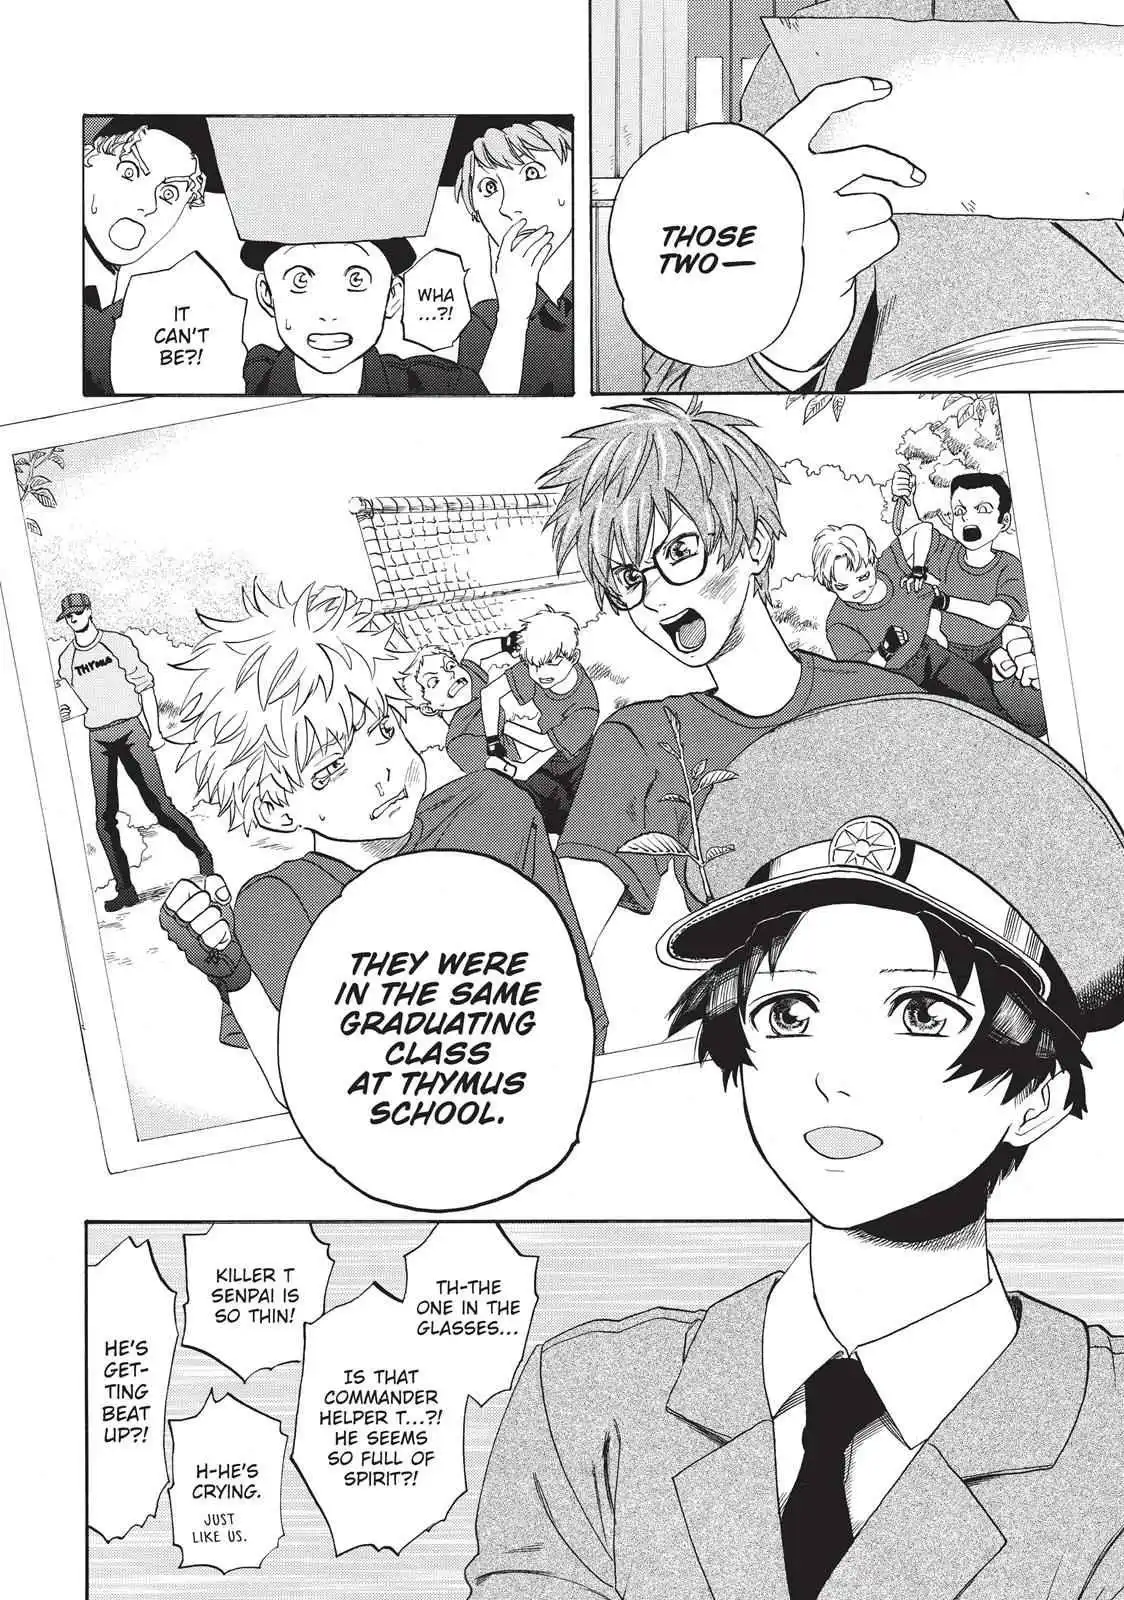 THOSE
TWO—
WHA
...?!
IT
CAN'T
BE?!
THYMUS
THEY WERE
IN THE SAME
GRADUATING
CLASS
AT THYMUS
SCHOOL.
TH-THE
ONE IN THE
GLASSES...
IS THAT
COMMANDER
HELPER T...?!
HE SEEMS
SO FULL OF
SPIRIT?!
KILLER T
SENPAI IS
SO THIN!
H-HE'S
CRYING.
JUST
LIKE US.
HE'S
GET-
TING
BEAT
UP?!